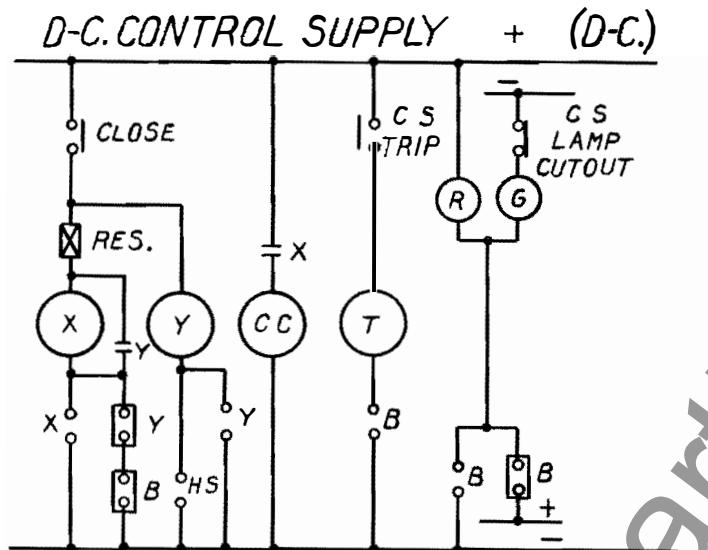 D-C. CONTROL SUPPLY + (D-C.)
−
CLOSE
C S
TRIP
C S
LAMP
CUTOUT
R
G
RES.
X
X
Y
CC
T
Y
X
Y
Y
B
B
HS
B
B
+
−